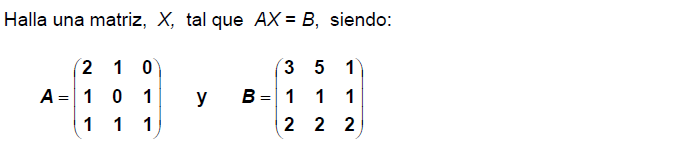 Halla una matriz, X, tal que AX = B, siendo:
2 1 0 3 5 1
A = 1 0 1 y B = 1 1 1
1 1 1 2 2 2